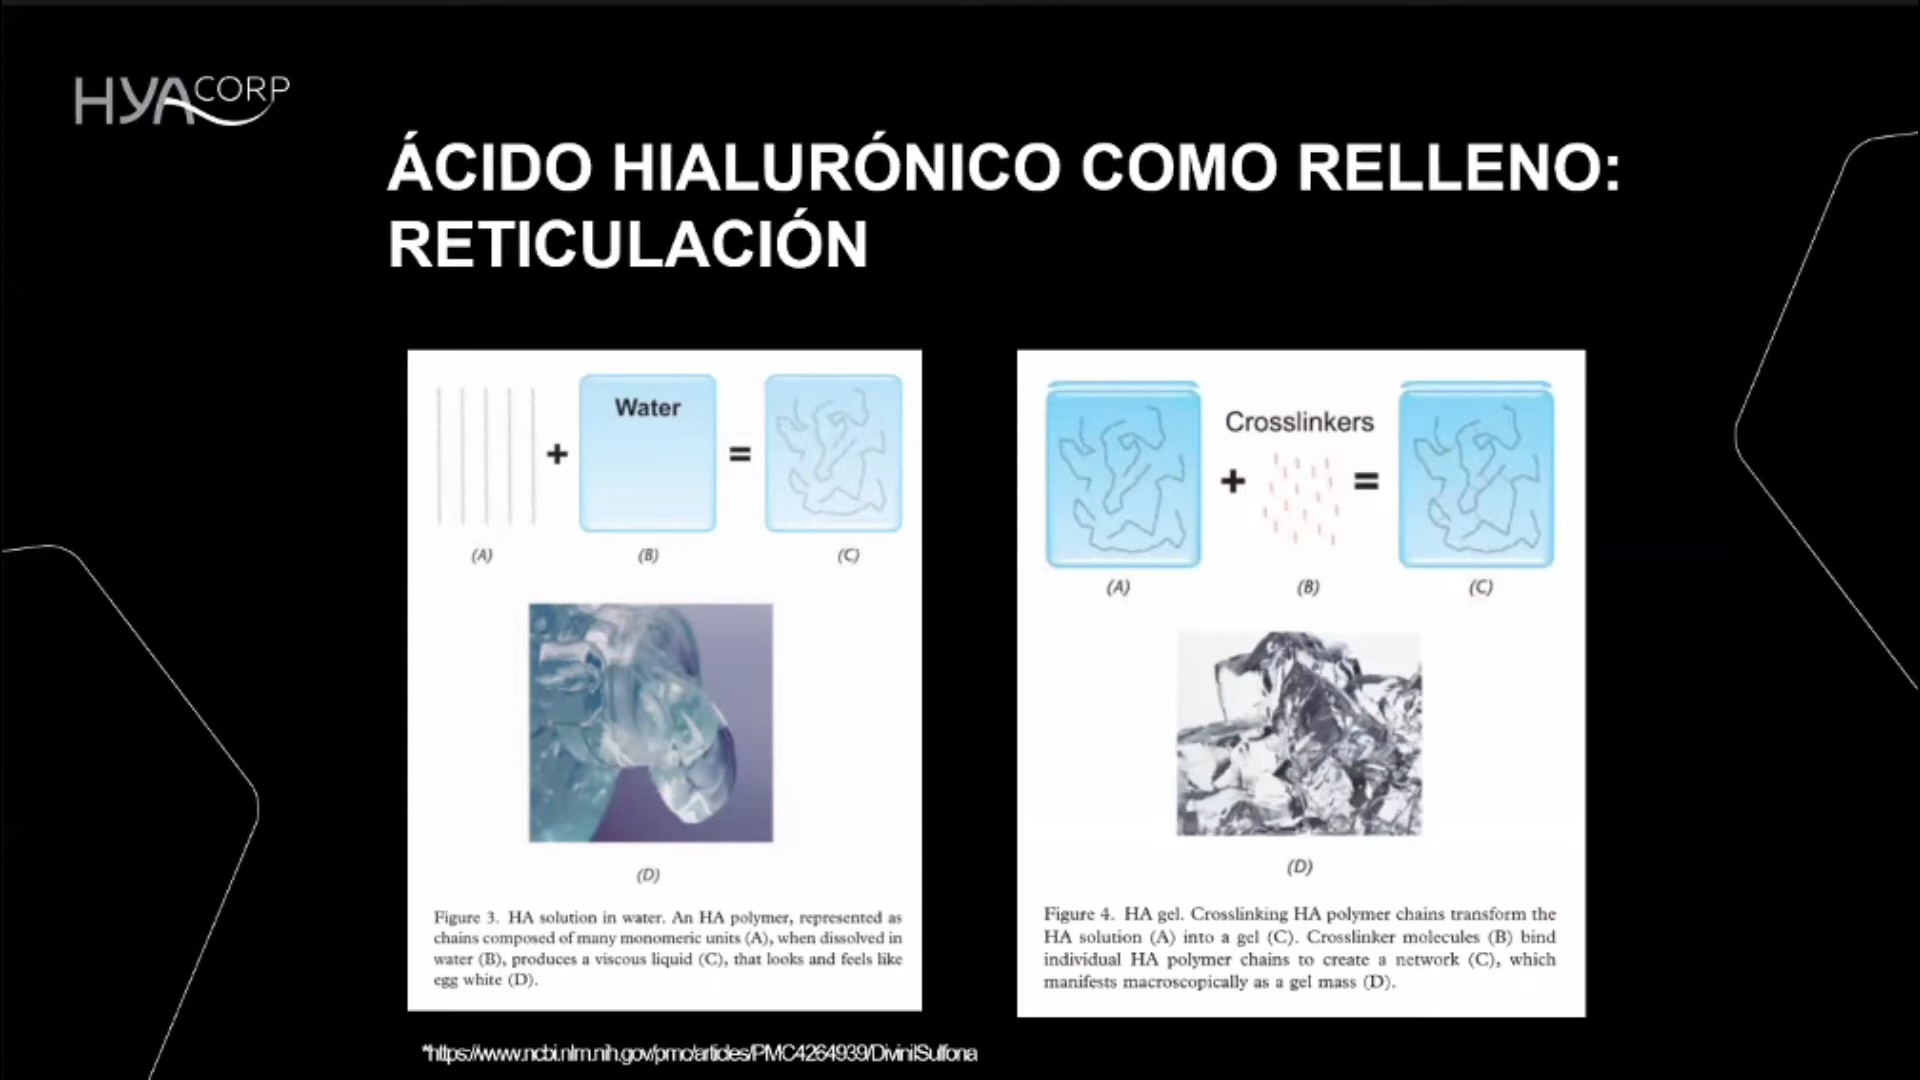 HYACORP
ÁCIDO HIALURÓNICO COMO RELLENO:
RETICULACIÓN
Water
+
=
(A)
(B)
(C)
(D)
Figure 3. HA solution in water. An HA polymer, represented as
chains composed of many monomeric units (A), when dissolved in
water (B), produces a viscous liquid (C), that looks and feels like
egg white (D).
Crosslinkers
+
=
(A)
(B)
(C)
(D)
Figure 4. HA gel. Crosslinking HA polymer chains transform the
HA solution (A) into a gel (C). Crosslinker molecules (B) bind
individual HA polymer chains to create a network (C), which
manifests macroscopically as a gel mass (D).
*https://www.ncbi.nlm.nih.gov/pmc/articles/PMC4264939/DivinilSulfona